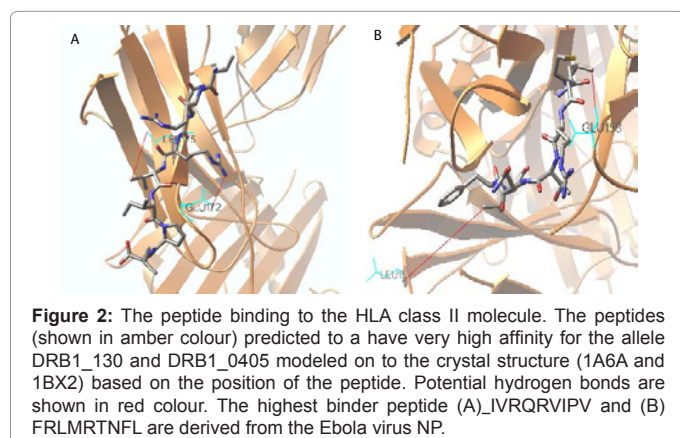 A
B
GLU172
Figure 2: The peptide binding to the HLA class II molecule. The peptides
(shown in amber colour) predicted to a have very high affinity for the allele
DRB1_130 and DRB1_0405 modeled on to the crystal structure (1A6A and
1BX2) based on the position of the peptide. Potential hydrogen bonds are
shown in red colour. The highest binder peptide (A)_IVRQRVIPV and (B)
FRLMRTNFL are derived from the Ebola virus NP.